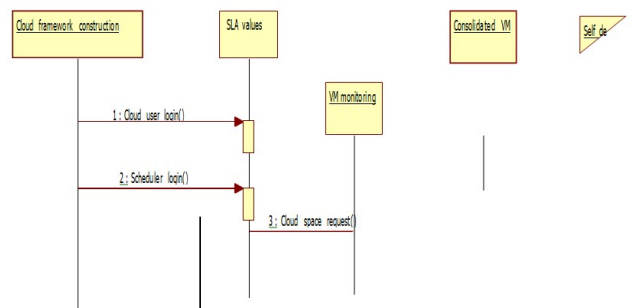 Cloud framework construction
SLA values
Consolidated VM
Self de
VM monitoring
1 : Cloud user login()
2 : Scheduler login()
3 : Cloud space request()